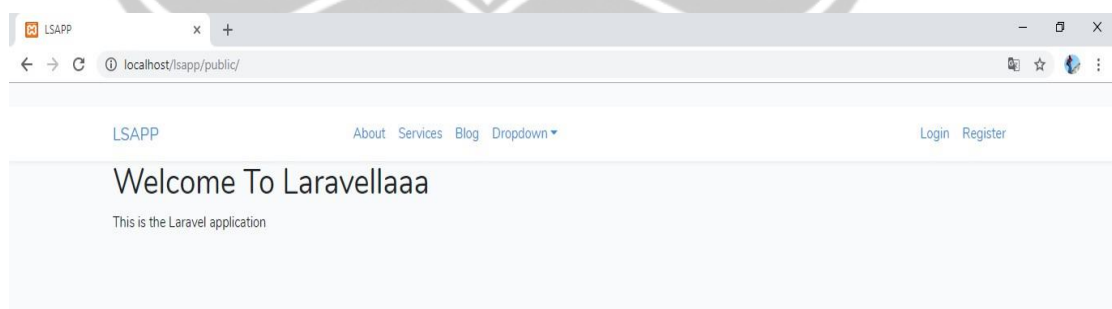 LSAPP
localhost/lsapp/public/
LSAPP About Services Blog Dropdown Login Register
Welcome To Laravellaaa
This is the Laravel application